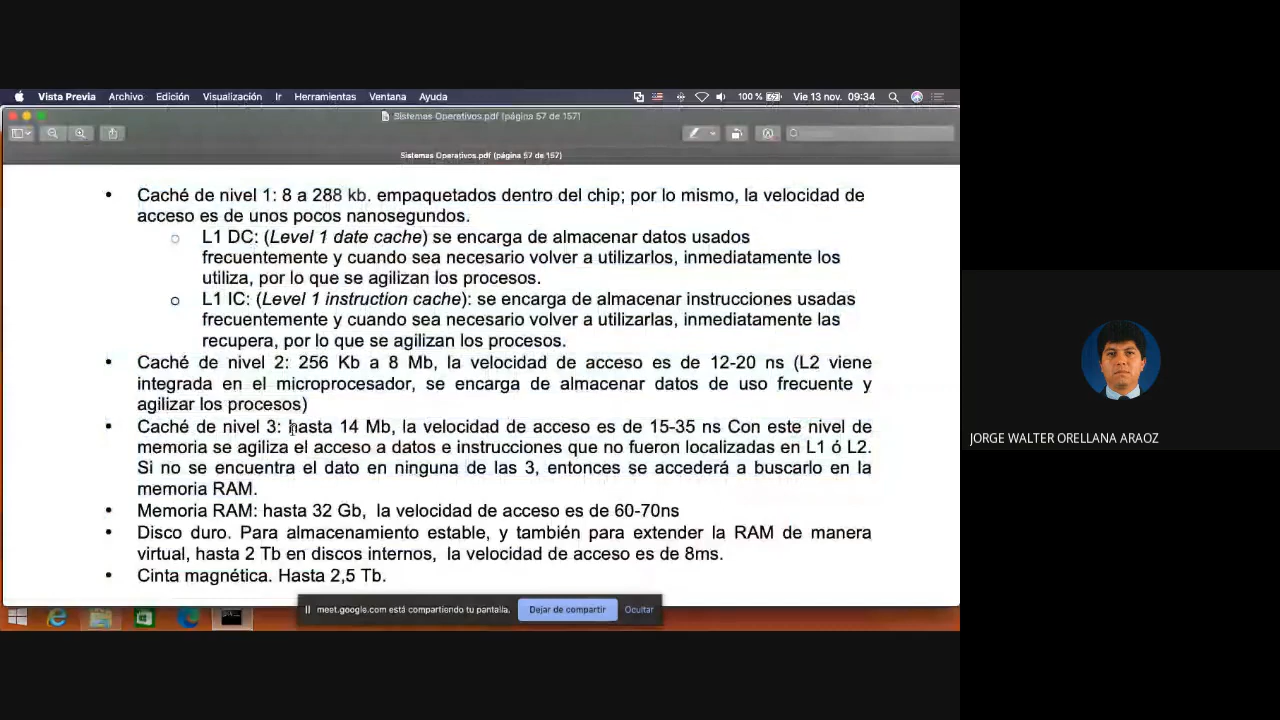 Vista Previa Archivo Edición Visualización Ir Herramientas Ventana Ayuda 100 % Vie 13 nov. 09:34
Sistemas Operativos.pdf (página 57 de 157)
Sistemas Operativos.pdf (página 57 de 157)
• Caché de nivel 1: 8 a 288 kb. empaquetados dentro del chip; por lo mismo, la velocidad de
acceso es de unos pocos nanosegundos.
○ L1 DC: (Level 1 date cache) se encarga de almacenar datos usados
frecuentemente y cuando sea necesario volver a utilizarlos, inmediatamente los
utiliza, por lo que se agilizan los procesos.
○ L1 IC: (Level 1 instruction cache): se encarga de almacenar instrucciones usadas
frecuentemente y cuando sea necesario volver a utilizarlas, inmediatamente las
recupera, por lo que se agilizan los procesos.
• Caché de nivel 2: 256 Kb a 8 Mb, la velocidad de acceso es de 12-20 ns (L2 viene
integrada en el microprocesador, se encarga de almacenar datos de uso frecuente y
agilizar los procesos)
• Caché de nivel 3: hasta 14 Mb, la velocidad de acceso es de 15-35 ns Con este nivel de
memoria se agiliza el acceso a datos e instrucciones que no fueron localizadas en L1 ó L2.
Si no se encuentra el dato en ninguna de las 3, entonces se accederá a buscarlo en la
memoria RAM.
• Memoria RAM: hasta 32 Gb, la velocidad de acceso es de 60-70ns
• Disco duro. Para almacenamiento estable, y también para extender la RAM de manera
virtual, hasta 2 Tb en discos internos, la velocidad de acceso es de 8ms.
• Cinta magnética. Hasta 2,5 Tb.
meet.google.com está compartiendo tu pantalla. Dejar de compartir Ocultar
JORGE WALTER ORELLANA ARAOZ